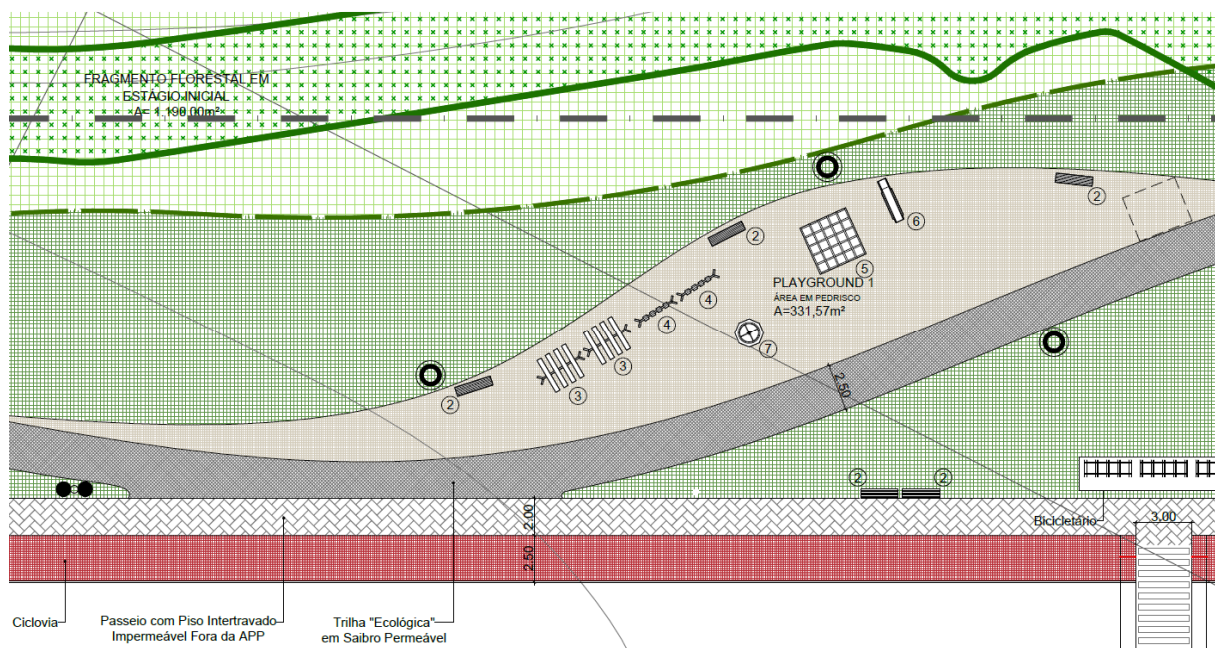 FRAGMENTO FLORESTAL EM
ESTÁGIO INICIAL
A= 1.190,00m²
2
6
2
5
PLAYGROUND 1
ÁREA EM PEDRISCO
A=331,57m²
4
4
7
3
3
2
2.50
2
2
Bicicletário
3.00
2.00
2.50
Ciclovia
Passeio com Piso Intertravado
Impermeável Fora da APP
Trilha "Ecológica"
em Saibro Permeável